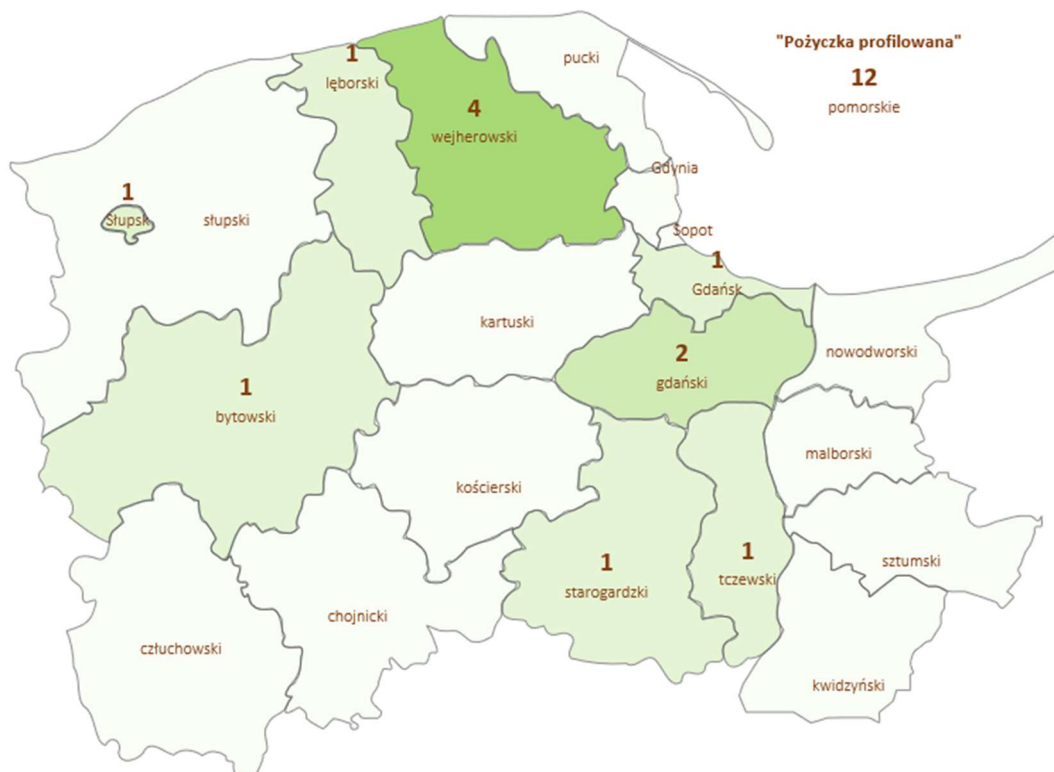 "Pożyczka profilowana"
12
pomorskie
pucki
1
lęborski
4
wejherowski
Gdynia
1
Słupsk
słupski
Sopot
1
Gdańsk
kartuski
2
gdański
nowodworski
1
bytowski
malborski
kościerski
1
starogardzki
1
tczewski
sztumski
chojnicki
człuchowski
kwidzyński